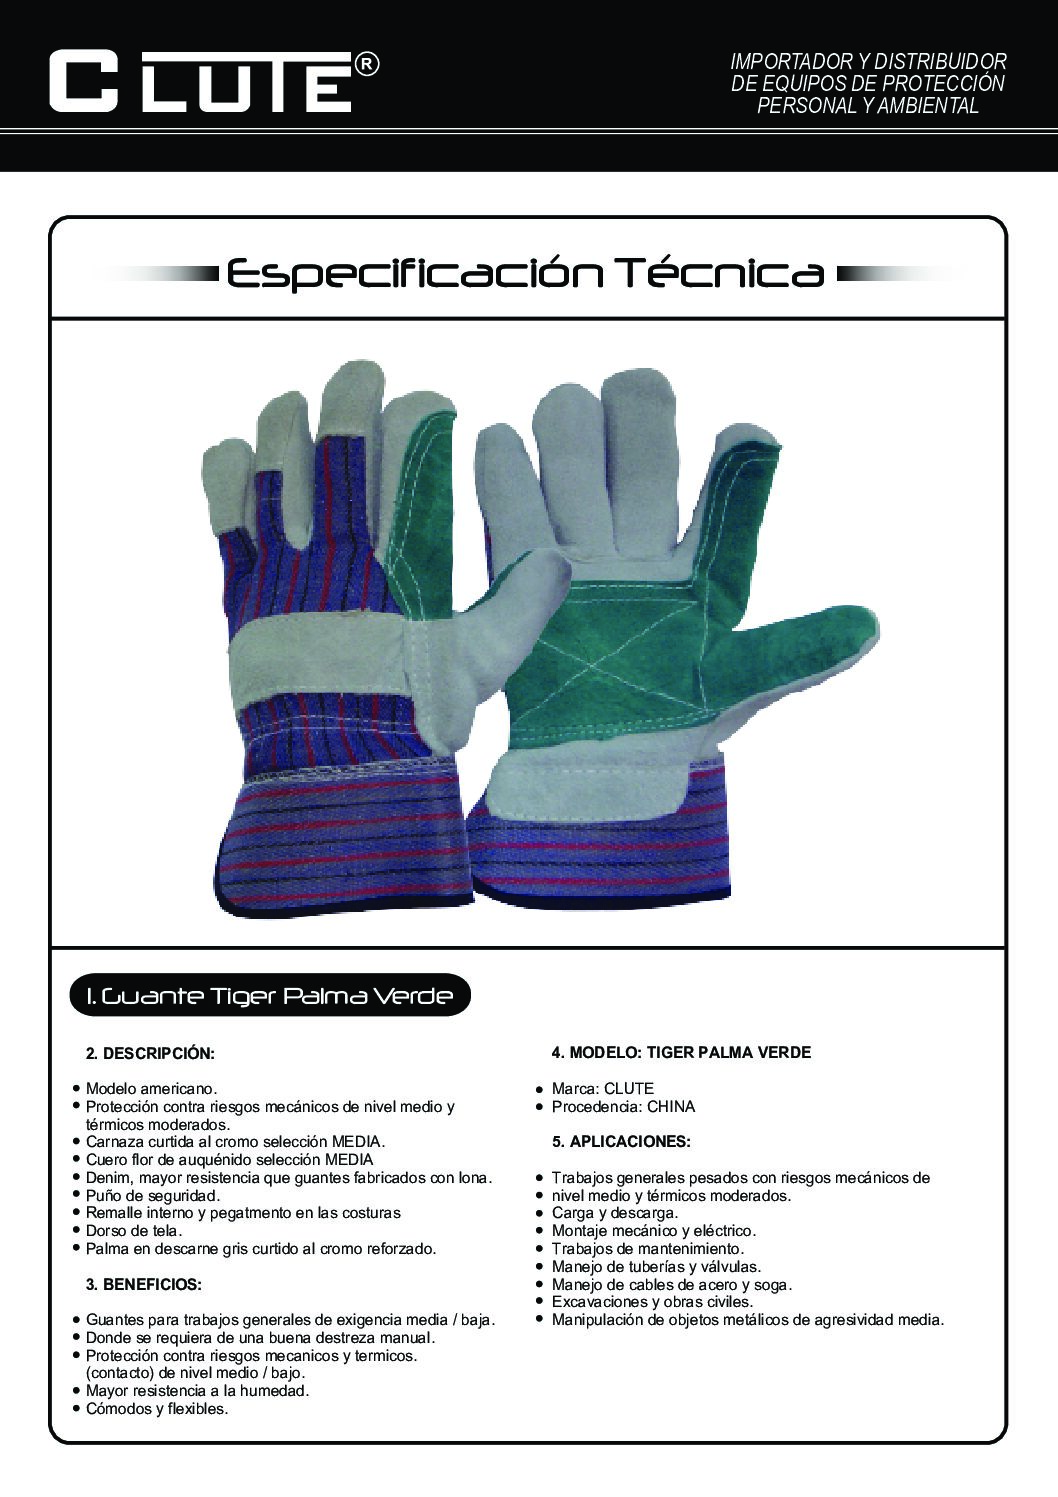 CLUTE®
IMPORTADOR Y DISTRIBUIDOR
DE EQUIPOS DE PROTECCIÓN
PERSONAL Y AMBIENTAL
Especificación Técnica
1. Guante Tiger Palma Verde
2. DESCRIPCIÓN:
• Modelo americano.
• Protección contra riesgos mecánicos de nivel medio y
térmicos moderados.
• Carnaza curtida al cromo selección MEDIA.
• Cuero flor de auquénido selección MEDIA
• Denim, mayor resistencia que guantes fabricados con lona.
• Puño de seguridad.
• Remalle interno y pegatmento en las costuras
• Dorso de tela.
• Palma en descarne gris curtido al cromo reforzado.
3. BENEFICIOS:
• Guantes para trabajos generales de exigencia media / baja.
• Donde se requiera de una buena destreza manual.
• Protección contra riesgos mecanicos y termicos.
(contacto) de nivel medio / bajo.
• Mayor resistencia a la humedad.
• Cómodos y flexibles.
4. MODELO: TIGER PALMA VERDE
• Marca: CLUTE
• Procedencia: CHINA
5. APLICACIONES:
• Trabajos generales pesados con riesgos mecánicos de
• nivel medio y térmicos moderados.
• Carga y descarga.
• Montaje mecánico y eléctrico.
• Trabajos de mantenimiento.
• Manejo de tuberías y válvulas.
• Manejo de cables de acero y soga.
• Excavaciones y obras civiles.
• Manipulación de objetos metálicos de agresividad media.